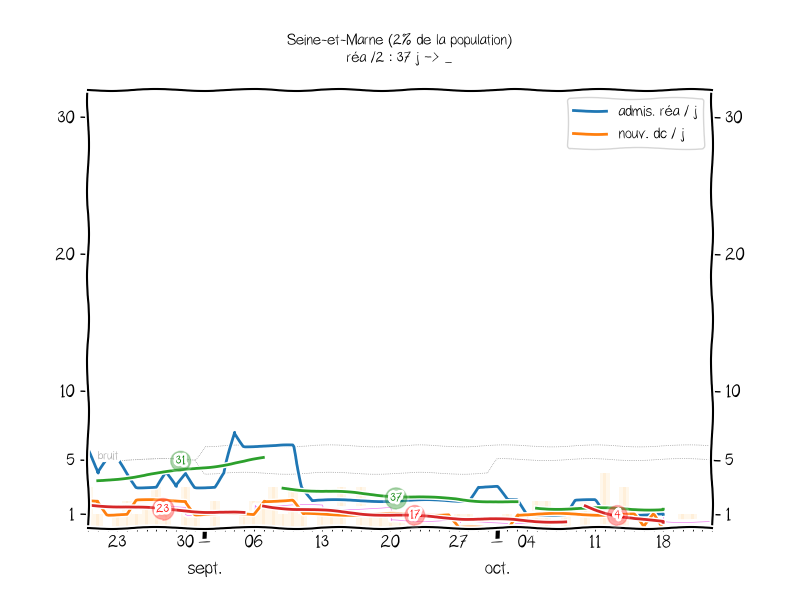 Seine-et-Marne (2% de la population)
réa /2 : 37 j -> _
30 30
admis. réa / j
nouv. dc / j
20 20
10 10
bruit
31
5 5
37
23
17
4
1 1
23 30 06 13 20 27 04 11 18
sept. oct.